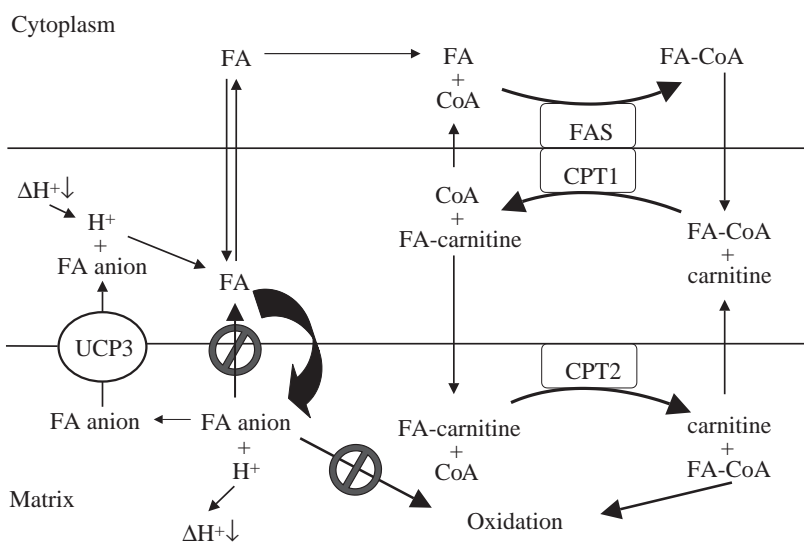 Cytoplasm
FA
FA
+
CoA
FA-CoA
FAS
ΔH+↓
H+
+
FA anion
FA
CoA
+
FA-carnitine
CPT1
FA-CoA
+
carnitine
UCP3
CPT2
FA anion
FA anion
+
H+
ΔH+↓
FA-carnitine
+
CoA
carnitine
+
FA-CoA
Matrix
Oxidation